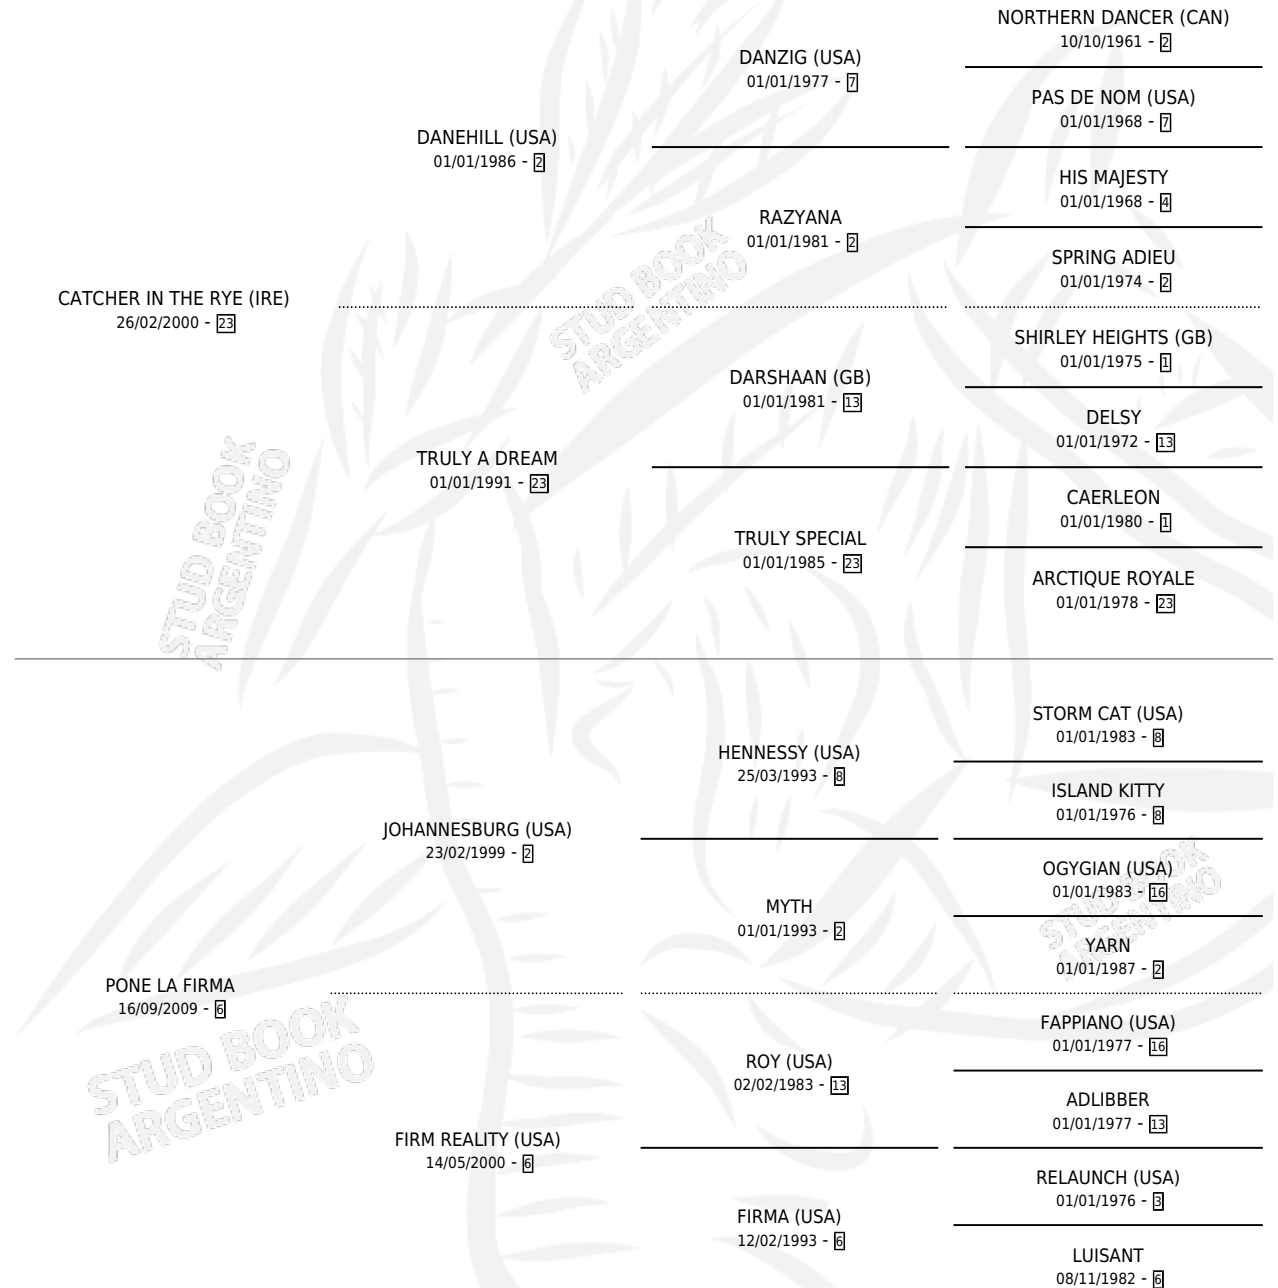 NORTHERN DANCER (CAN)
10/10/1961 - 2
DANZIG (USA)
01/01/1977 - 7
PAS DE NOM (USA)
01/01/1968 - 7
DANEHILL (USA)
01/01/1986 - 2
HIS MAJESTY
01/01/1968 - 4
RAZYANA
01/01/1981 - 2
SPRING ADIEU
01/01/1974 - 2
CATCHER IN THE RYE (IRE)
26/02/2000 - 23
SHIRLEY HEIGHTS (GB)
01/01/1975 - 1
DARSHAAN (GB)
01/01/1981 - 13
DELSY
01/01/1972 - 13
TRULY A DREAM
01/01/1991 - 23
CAERLEON
01/01/1980 - 1
TRULY SPECIAL
01/01/1985 - 23
ARCTIQUE ROYALE
01/01/1978 - 23
STORM CAT (USA)
01/01/1983 - 8
HENNESSY (USA)
25/03/1993 - 8
ISLAND KITTY
01/01/1976 - 8
JOHANNESBURG (USA)
23/02/1999 - 2
OGYGIAN (USA)
01/01/1983 - 16
MYTH
01/01/1993 - 2
YARN
01/01/1987 - 2
PONE LA FIRMA
16/09/2009 - 6
FAPPIANO (USA)
01/01/1977 - 16
ROY (USA)
02/02/1983 - 13
ADLIBBER
01/01/1977 - 13
FIRM REALITY (USA)
14/05/2000 - 6
RELAUNCH (USA)
01/01/1976 - 3
FIRMA (USA)
12/02/1993 - 6
LUISANT
08/11/1982 - 6
STUD BOOK
ARGENTINO
STUD BOOK
ARGENTINO
STUD BOOK
ARGENTINO
STUD BOOK
ARGENTINO